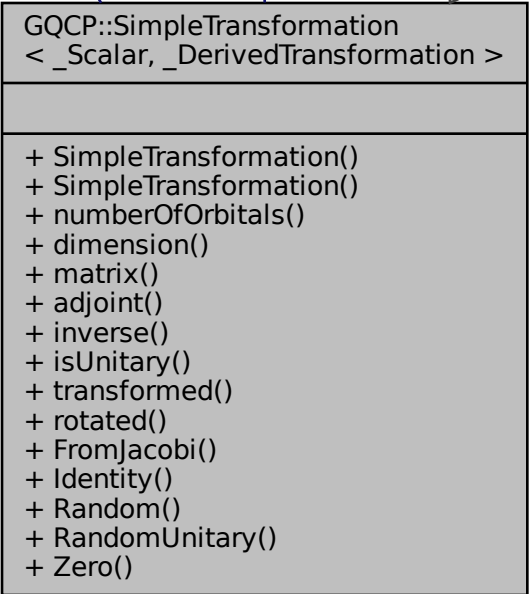 GQCP::SimpleTransformation
< _Scalar, _DerivedTransformation >
+ SimpleTransformation()
+ SimpleTransformation()
+ numberOfOrbitals()
+ dimension()
+ matrix()
+ adjoint()
+ inverse()
+ isUnitary()
+ transformed()
+ rotated()
+ FromJacobi()
+ Identity()
+ Random()
+ RandomUnitary()
+ Zero()